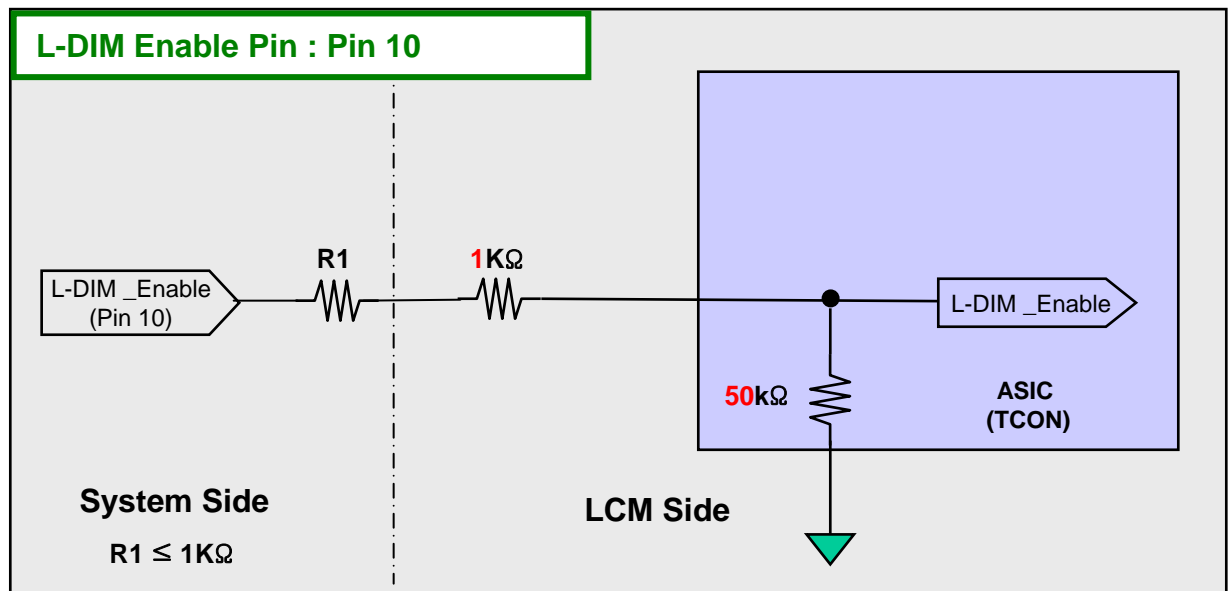 L-DIM Enable Pin : Pin 10
R1
1KΩ
L-DIM _Enable
(Pin 10)
L-DIM _Enable
50kΩ
ASIC
(TCON)
System Side
LCM Side
R1 ≤ 1KΩ